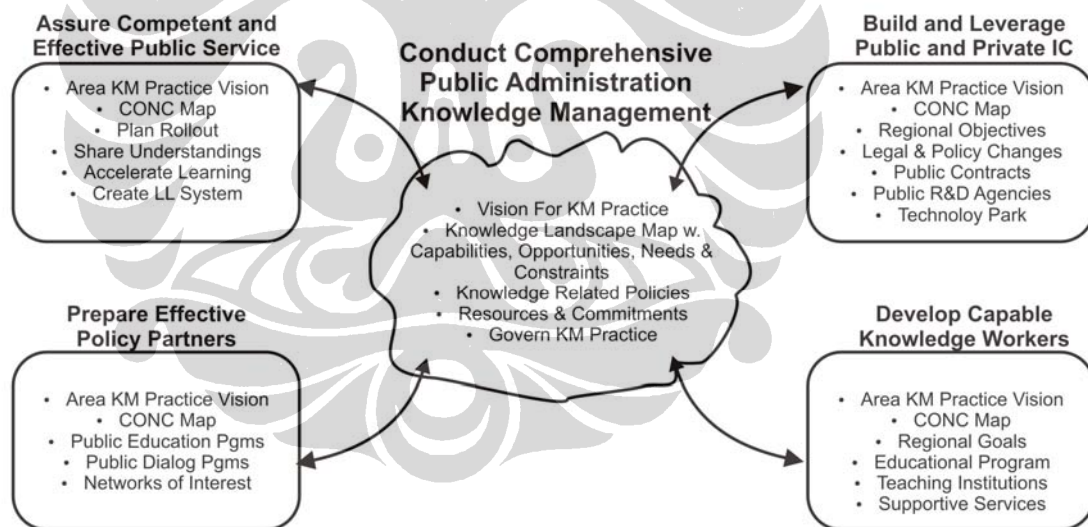 Assure Competent and
Effective Public Service
• Area KM Practice Vision
• CONC Map
• Plan Rollout
• Share Understandings
• Accelerate Learning
• Create LL System
Conduct Comprehensive
Public Administration
Knowledge Management
• Vision For KM Practice
• Knowledge Landscape Map w.
Capabilities, Opportunities, Needs &
Constraints
• Knowledge Related Policies
• Resources & Commitments
• Govern KM Practice
Build and Leverage
Public and Private IC
• Area KM Practice Vision
• CONC Map
• Regional Objectives
• Legal & Policy Changes
• Public Contracts
• Public R&D Agencies
• Technoloy Park
Prepare Effective
Policy Partners
• Area KM Practice Vision
• CONC Map
• Public Education Pgms
• Public Dialog Pgms
• Networks of Interest
Develop Capable
Knowledge Workers
• Area KM Practice Vision
• CONC Map
• Regional Goals
• Educational Program
• Teaching Institutions
• Supportive Services